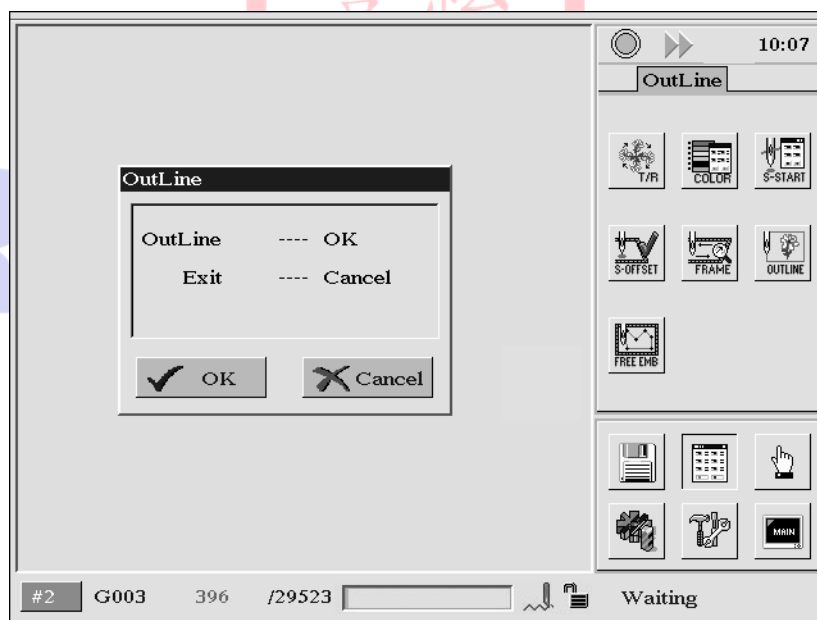 10:07
OutLine
T/R
COLOR
S-START
OutLine
OutLine ---- OK
Exit ---- Cancel
S-OFFSET
FRAME
OUTLINE
FREE EMB
OK
Cancel
MAIN
#2 G003 396 /29523 Waiting